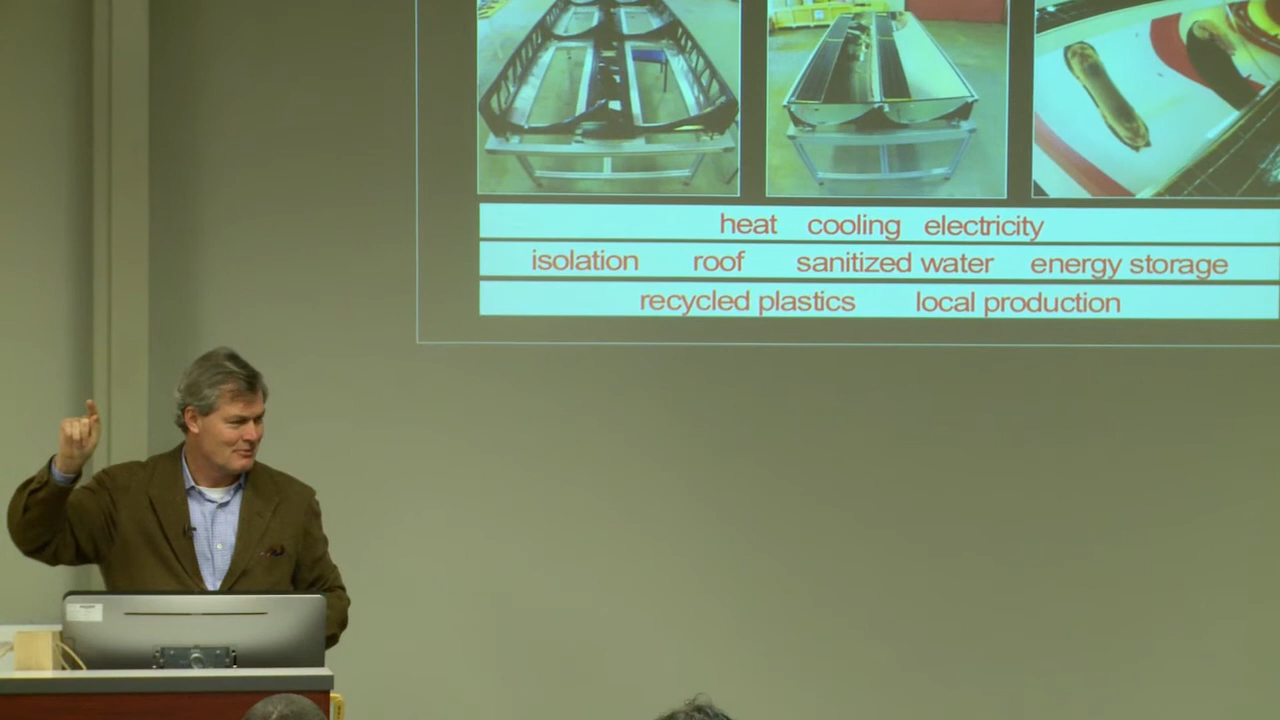 heat cooling electricity
isolation roof sanitized water energy storage
recycled plastics local production